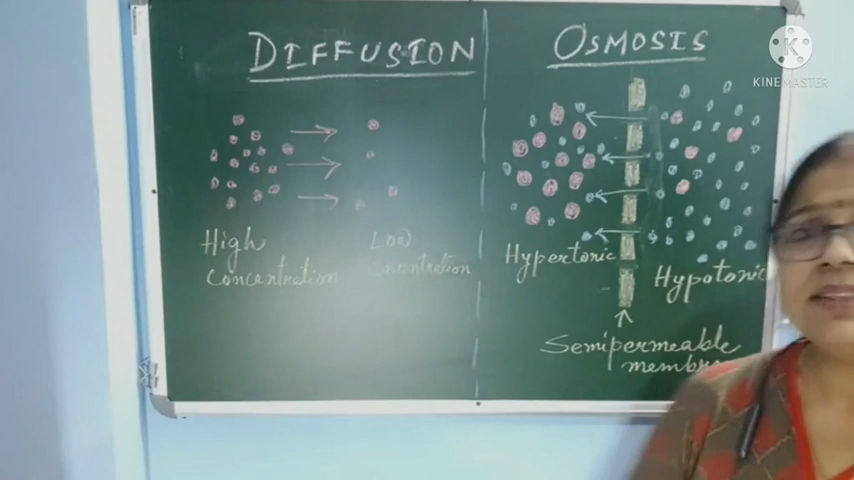 DIFFUSION
High
concentration
Low
concentration
OSMOSIS
Hypertonic
Hypotonic
Semipermeable
K
KINEMASTER